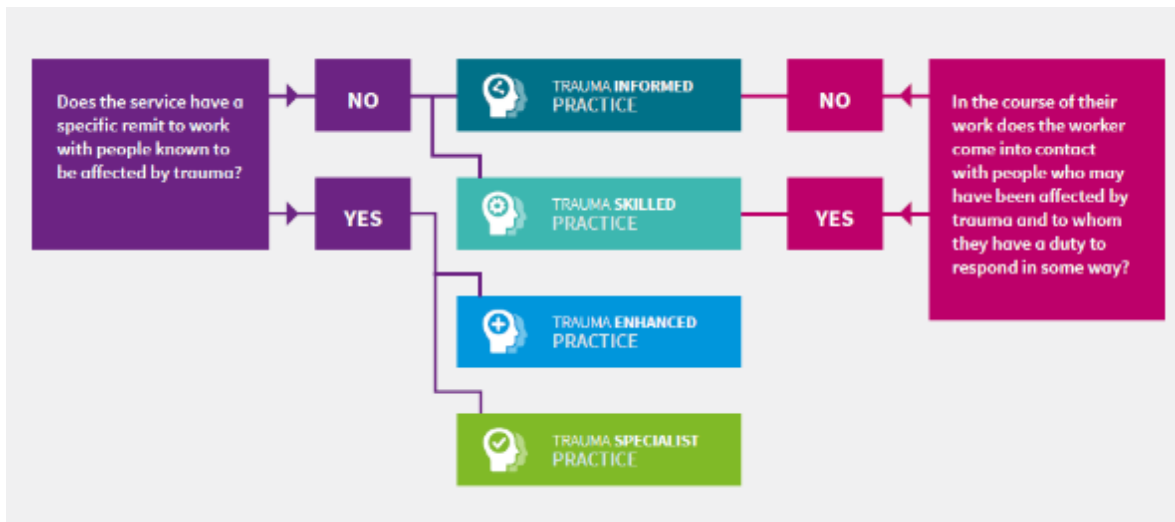 Does the service have a
specific remit to work
with people known to
be affected by trauma?
NO
YES
TRAUMA INFORMED
PRACTICE
TRAUMA SKILLED
PRACTICE
TRAUMA ENHANCED
PRACTICE
TRAUMA SPECIALIST
PRACTICE
NO
YES
In the course of their
work does the worker
come into contact
with people who may
have been affected by
trauma and to whom
they have a duty to
respond in some way?